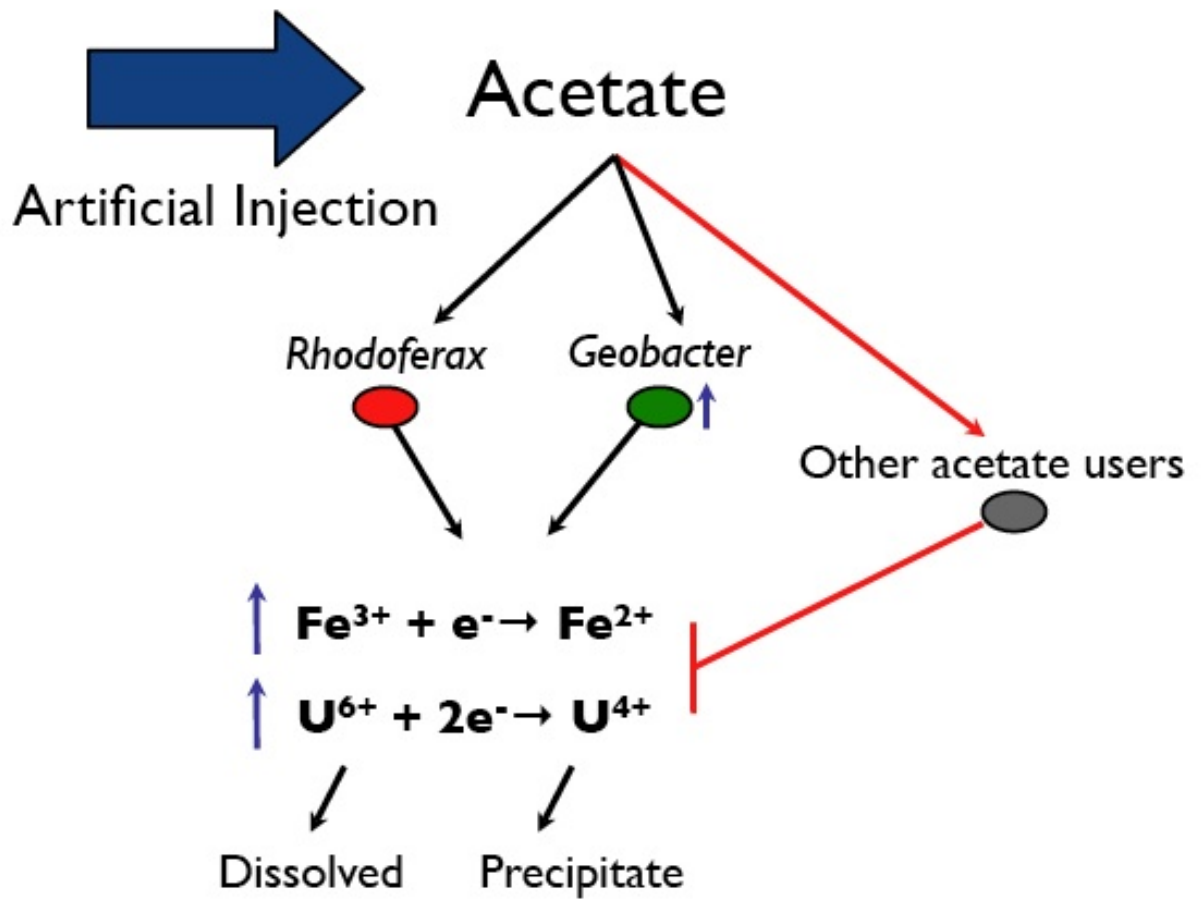 Acetate
Artificial Injection
Rhodoferax
Geobacter
Other acetate users
Fe³⁺ + e⁻→ Fe²⁺
U⁶⁺ + 2e⁻→ U⁴⁺
Dissolved
Precipitate